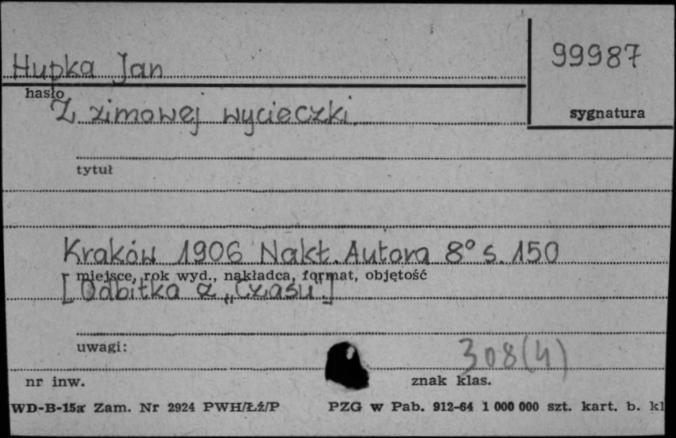 Hupka Jan
99987
hasło
Z zimowej wycieczki
sygnatura
tytuł
Kraków 1906 Nakł. Autora 8° s. 150
miejsce, rok wyd., nakładca, format, objętość
[Odbitka z „Czasu"]
uwagi:
308(4)
nr inw.
znak klas.
WD-B-15a Zam. Nr 2924 PWH/Łź/P PZG w Pab. 912-64 1 000 000 szt. kart. b. kl